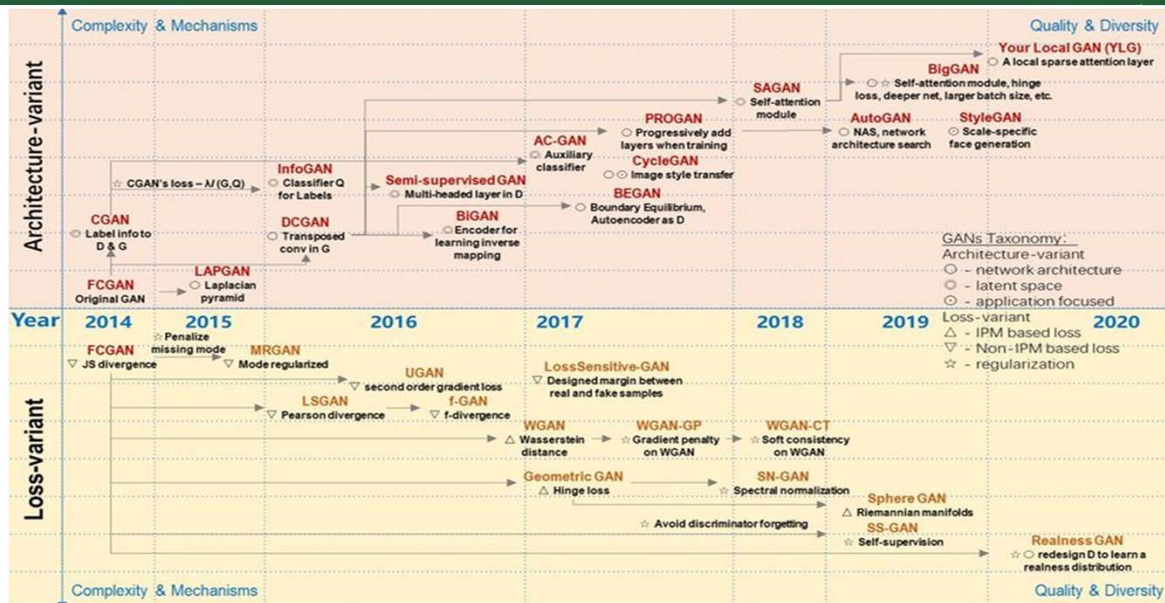 Complexity & Mechanisms
Quality & Diversity
Architecture-variant
Your Local GAN (YLG)
A local sparse attention layer
BigGAN
Self-attention module, hinge
loss, deeper net, larger batch size, etc.
SAGAN
Self-attention
module
PROGAN
Progressively add
layers when training
AutoGAN
NAS, network
architecture search
StyleGAN
Scale-specific
face generation
AC-GAN
Auxiliary
classifier
CycleGAN
Image style transfer
InfoGAN
Classifier Q
for Labels
☆ CGAN's loss – λI (G,Q)
Semi-supervised GAN
Multi-headed layer in D
BEGAN
Boundary Equilibrium,
Autoencoder as D
CGAN
Label info to
D & G
DCGAN
Transposed
conv in G
BiGAN
Encoder for
learning inverse
mapping
FCGAN
Original GAN
LAPGAN
Laplacian
pyramid
GANs Taxonomy:
Architecture-variant
○ - network architecture
◎ - latent space
⊙ - application focused
Loss-variant
△ - IPM based loss
▽ - Non-IPM based loss
☆ - regularization
Year 2014 2015 2016 2017 2018 2019 2020
Loss-variant
FCGAN
▽ JS divergence
☆ Penalize
missing mode
MRGAN
▽ Mode regularized
UGAN
▽ second order gradient loss
LossSensitive-GAN
▽ Designed margin between
real and fake samples
LSGAN
▽ Pearson divergence
f-GAN
▽ f-divergence
WGAN
△ Wasserstein
distance
WGAN-GP
☆ Gradient penalty
on WGAN
WGAN-CT
☆ Soft consistency
on WGAN
Geometric GAN
△ Hinge loss
SN-GAN
☆ Spectral normalization
Sphere GAN
△ Riemannian manifolds
☆ Avoid discriminator forgetting
SS-GAN
☆ Self-supervision
Realness GAN
☆ ○ redesign D to learn a
realness distribution
Complexity & Mechanisms
Quality & Diversity